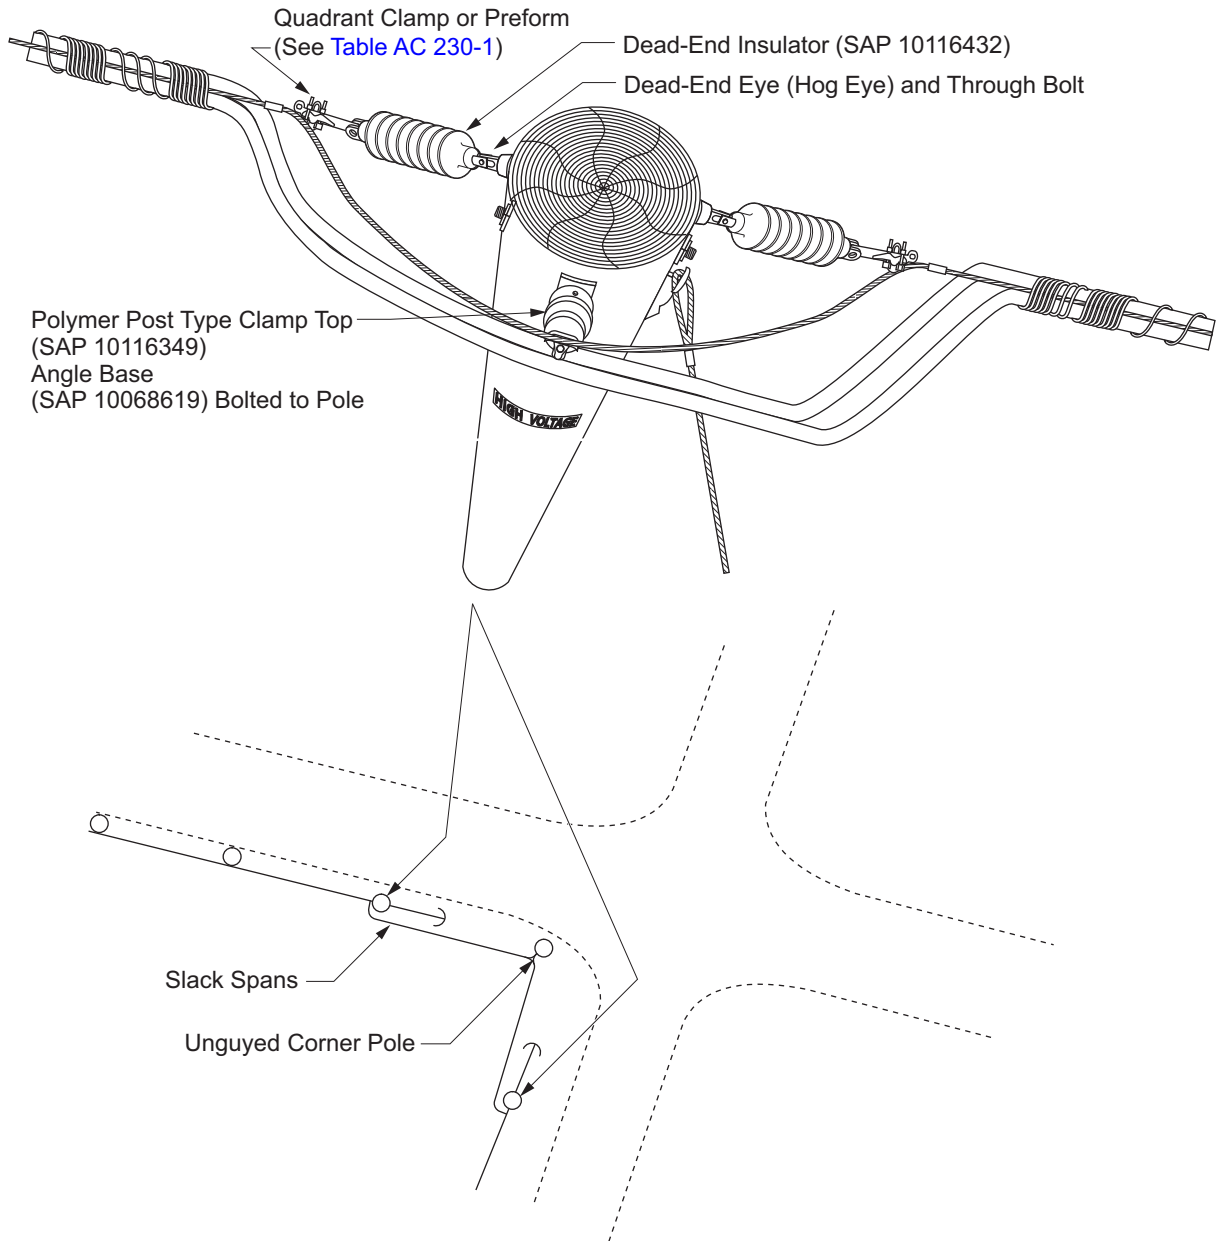 Quadrant Clamp or Preform
(See Table AC 230-1)
Dead-End Insulator (SAP 10116432)
Dead-End Eye (Hog Eye) and Through Bolt
Polymer Post Type Clamp Top
(SAP 10116349)
Angle Base
(SAP 10068619) Bolted to Pole
HIGH VOLTAGE
Slack Spans
Unguyed Corner Pole